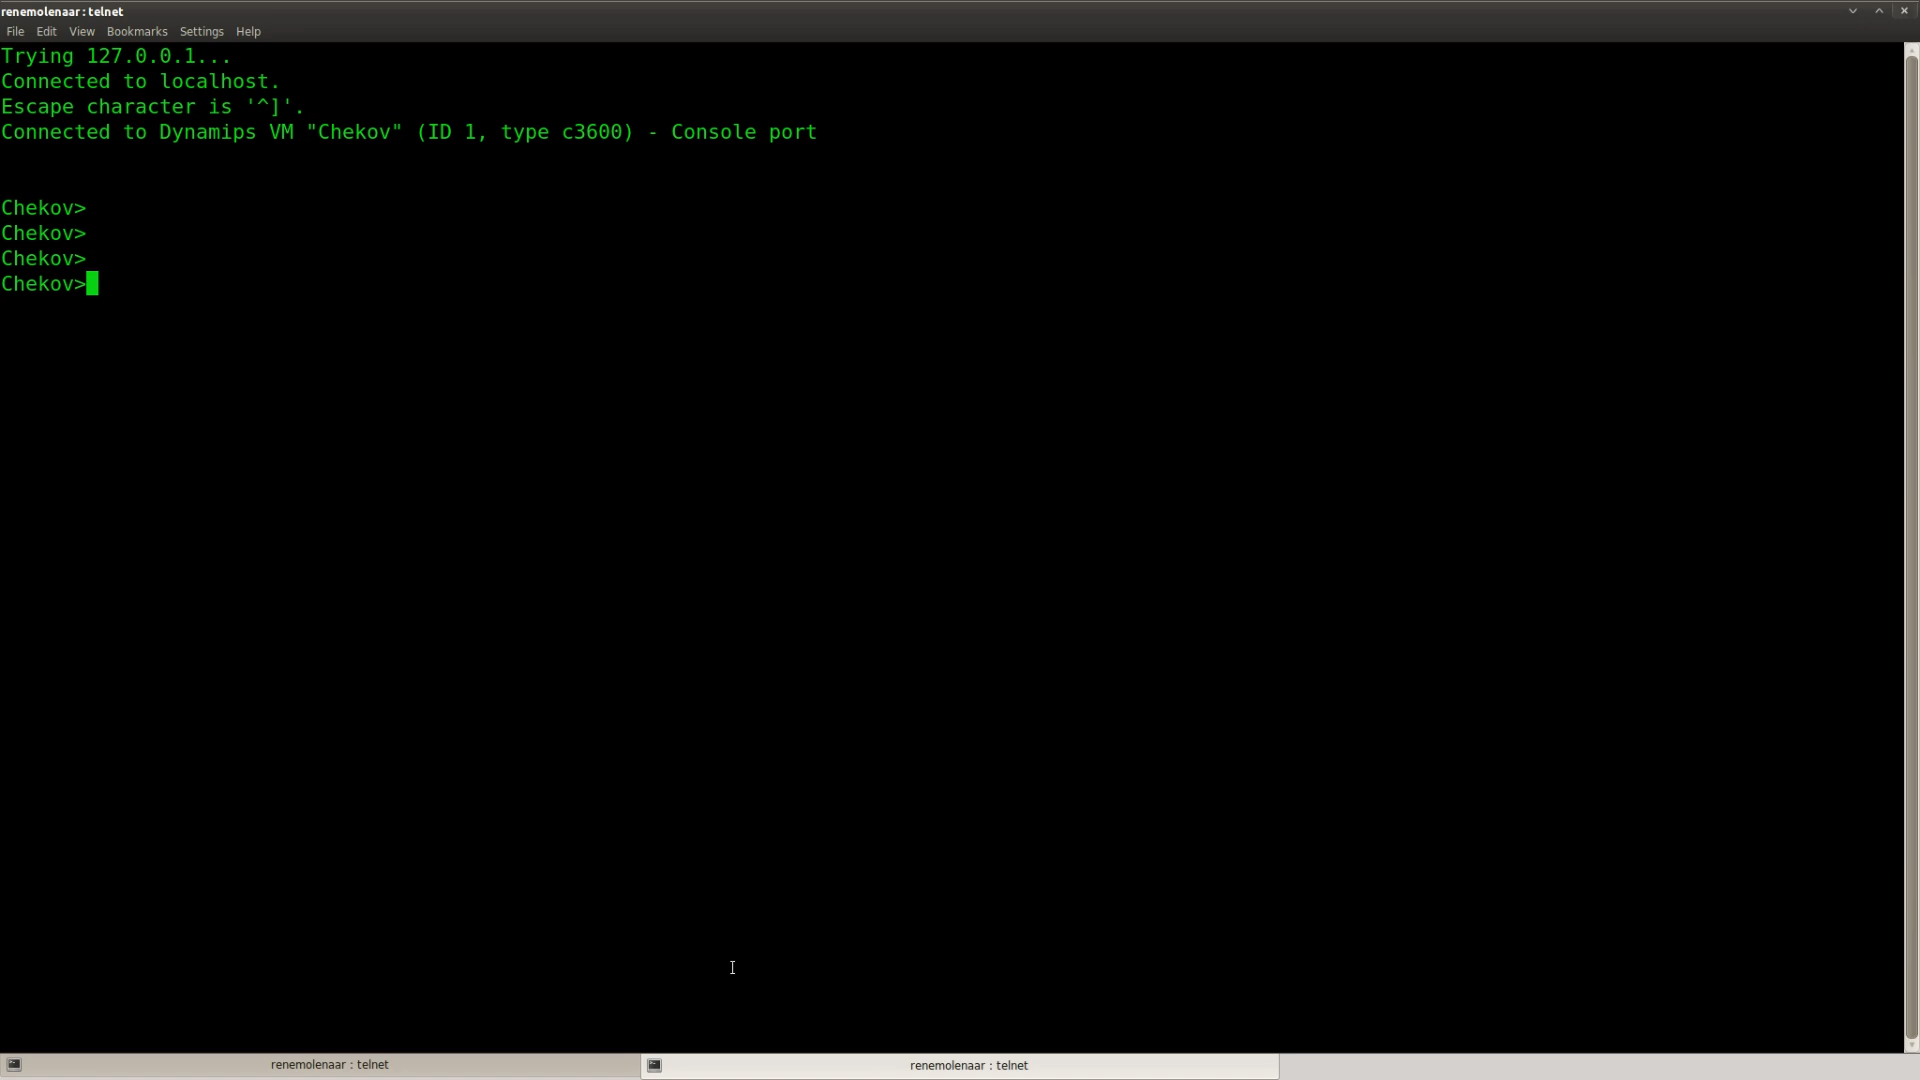 renemolenaar : telnet
File Edit View Bookmarks Settings Help
Trying 127.0.0.1...
Connected to localhost.
Escape character is '^]'.
Connected to Dynamips VM "Chekov" (ID 1, type c3600) - Console port
Chekov>
Chekov>
Chekov>
Chekov>
renemolenaar : telnet
renemolenaar : telnet